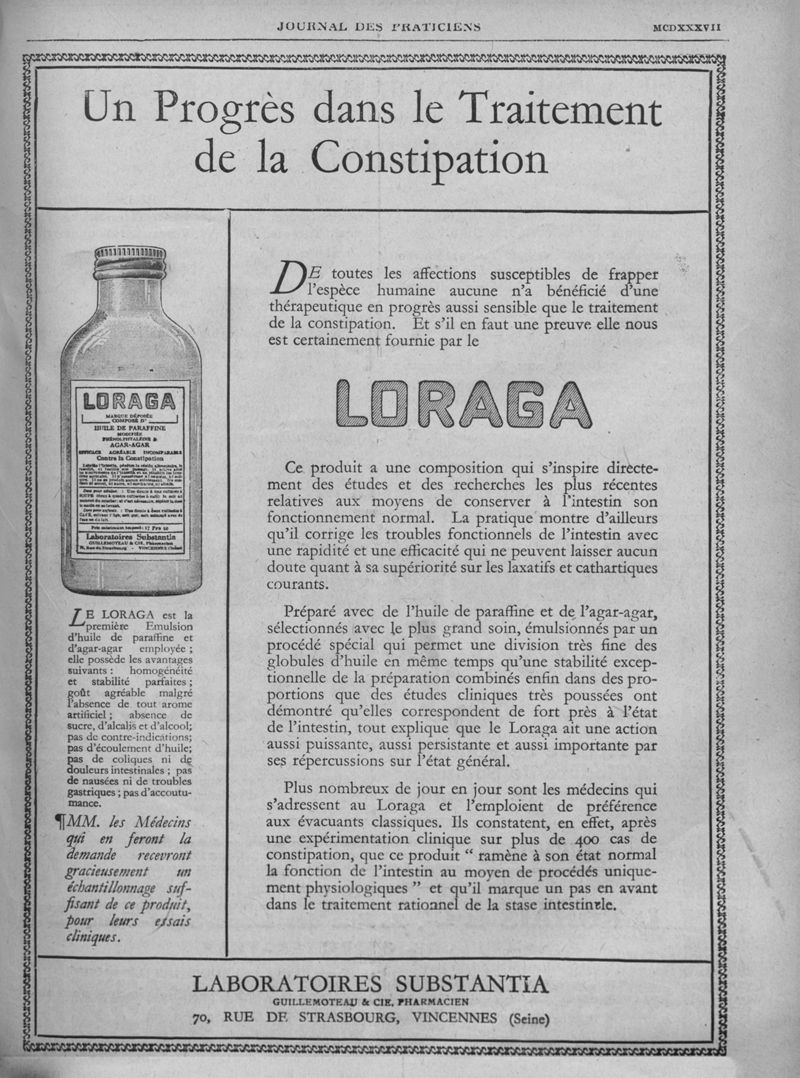 JOURNAL DES PRATICIENS
MCDXXXVII
Un Progrès dans le Traitement
de la Constipation
LORAGA
MARQUE DÉPOSÉE
COMPOSÉ D'
HUILE DE PARAFFINE
MODIFIÉE
PHÉNOLPHTALÉINE &
AGAR-AGAR
EFFICACE AGRÉABLE INCOMPARABLE
Contre la Constipation
Laboratoires Substantia
GUILLEMOTEAU & CIE, Pharmacien
LE LORAGA est la
première Emulsion
d'huile de paraffine et
d'agar-agar employée ;
elle possède les avantages
suivants : homogénéité
et stabilité parfaites ;
goût agréable malgré
l'absence de tout arome
artificiel ; absence de
sucre, d'alcalis et d'alcool;
pas de contre-indications;
pas d'écoulement d'huile;
pas de coliques ni de
douleurs intestinales ; pas
de nausées ni de troubles
gastriques ; pas d'accoutu-
mance.
¶MM. les Médecins
qui en feront la
demande recevront
gracieusement un
échantillonnage suf-
fisant de ce produit,
pour leurs essais
cliniques.
DE toutes les affections susceptibles de frapper
l'espèce humaine aucune n'a bénéficié d'une
thérapeutique en progrès aussi sensible que le traitement
de la constipation. Et s'il en faut une preuve elle nous
est certainement fournie par le
LORAGA
Ce produit a une composition qui s'inspire directe-
ment des études et des recherches les plus récentes
relatives aux moyens de conserver à l'intestin son
fonctionnement normal. La pratique montre d'ailleurs
qu'il corrige les troubles fonctionnels de l'intestin avec
une rapidité et une efficacité qui ne peuvent laisser aucun
doute quant à sa supériorité sur les laxatifs et cathartiques
courants.
Préparé avec de l'huile de paraffine et de l'agar-agar,
sélectionnés avec le plus grand soin, émulsionnés par un
procédé spécial qui permet une division très fine des
globules d'huile en même temps qu'une stabilité excep-
tionnelle de la préparation combinés enfin dans des pro-
portions que des études cliniques très poussées ont
démontré qu'elles correspondent de fort près à l'état
de l'intestin, tout explique que le Loraga ait une action
aussi puissante, aussi persistante et aussi importante par
ses répercussions sur l'état général.
Plus nombreux de jour en jour sont les médecins qui
s'adressent au Loraga et l'emploient de préférence
aux évacuants classiques. Ils constatent, en effet, après
une expérimentation clinique sur plus de 400 cas de
constipation, que ce produit “ ramène à son état normal
la fonction de l'intestin au moyen de procédés unique-
ment physiologiques ” et qu'il marque un pas en avant
dans le traitement rationnel de la stase intestinale.
LABORATOIRES SUBSTANTIA
GUILLEMOTEAU & CIE, PHARMACIEN
70, RUE DE STRASBOURG, VINCENNES (Seine)